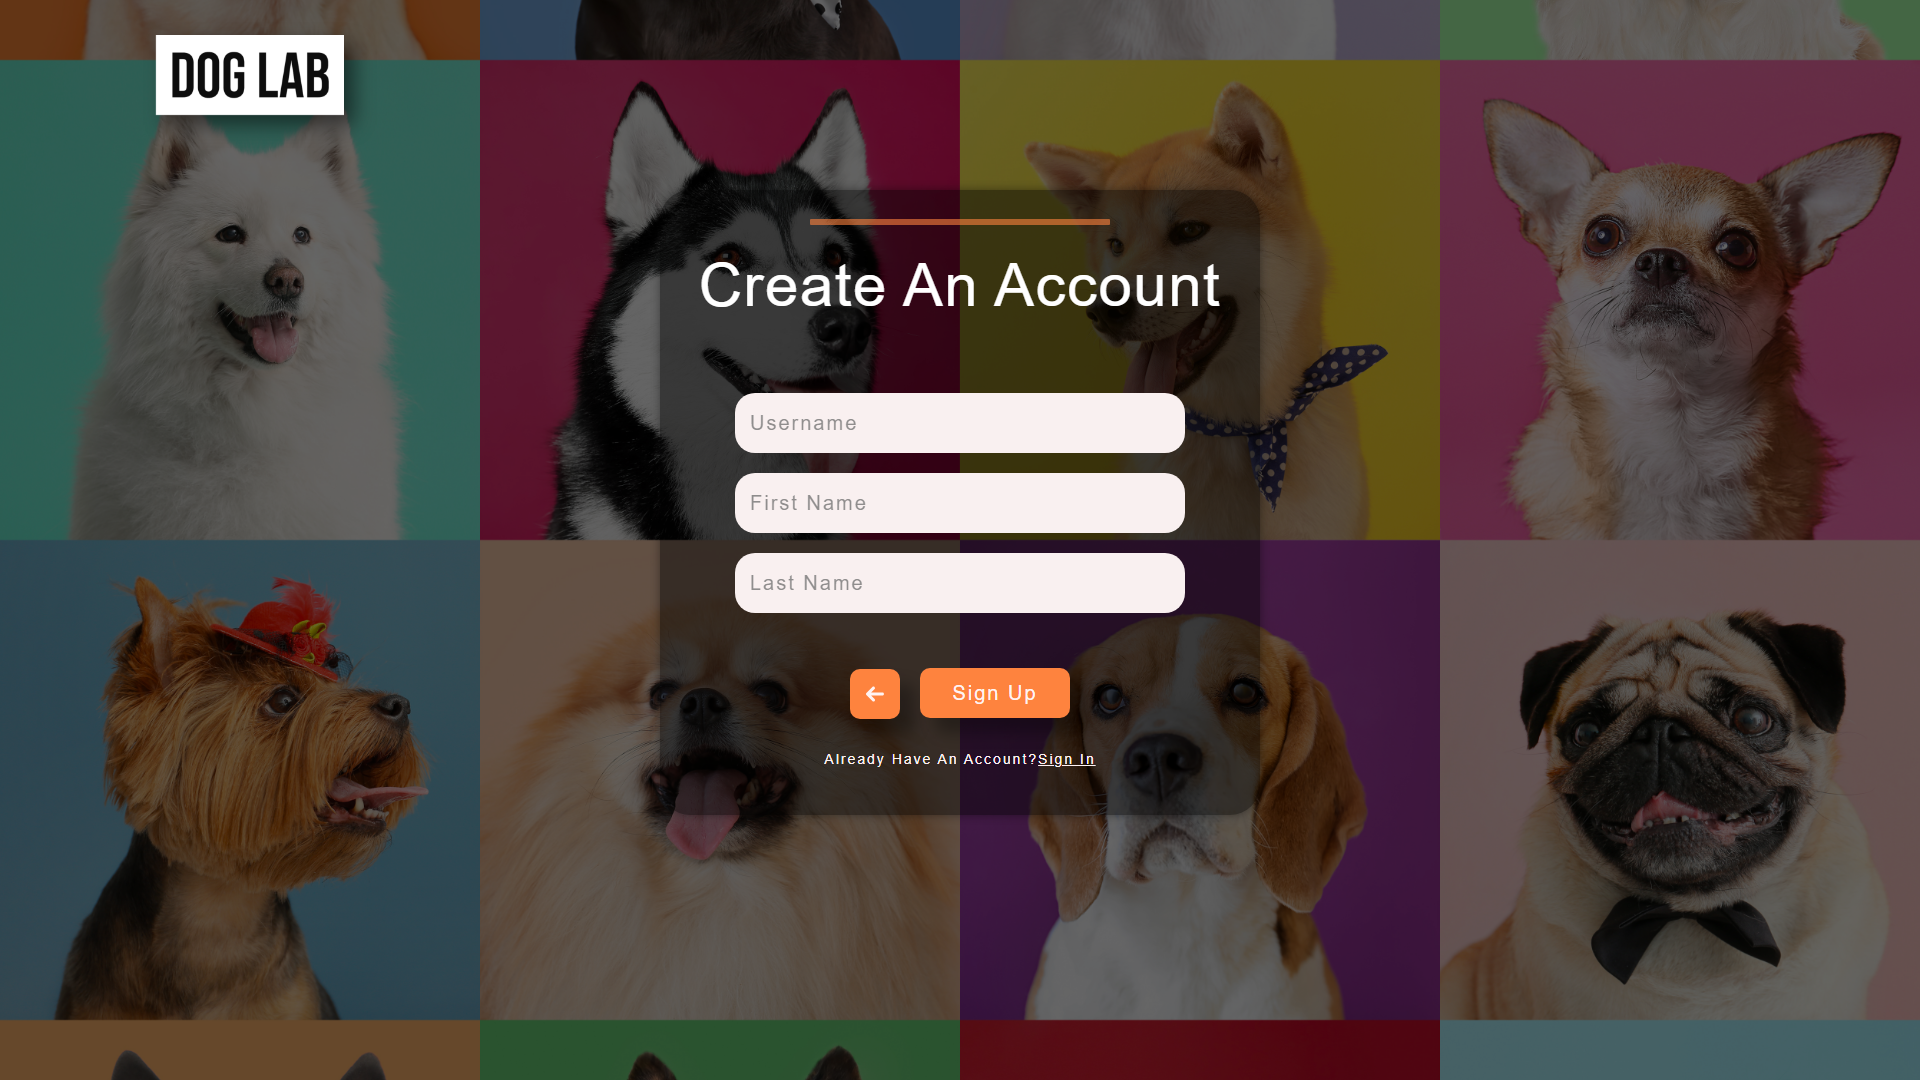 DOG LAB
Create An Account
Username
First Name
Last Name
Sign Up
Already Have An Account?Sign In